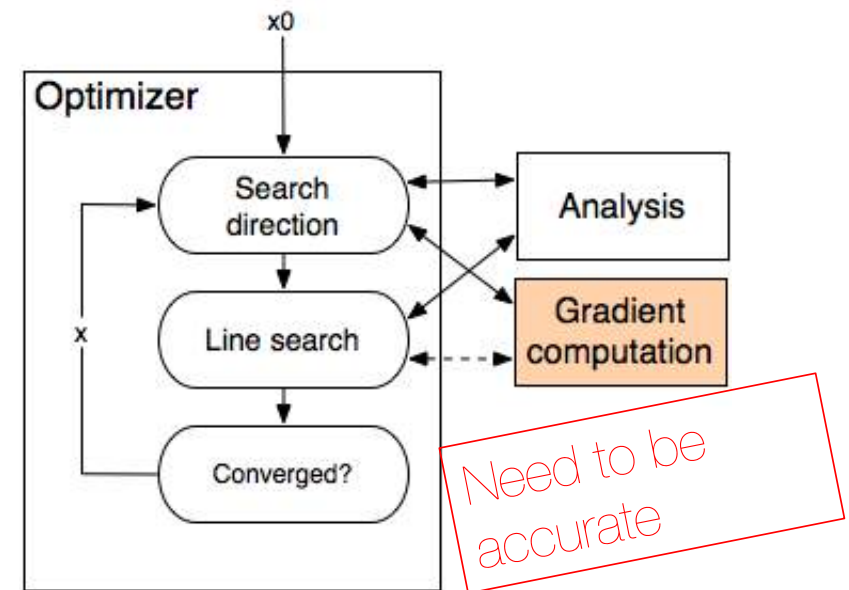 x0
Optimizer
Search
direction
Analysis
Gradient
computation
x
Line search
Converged?
Need to be
accurate